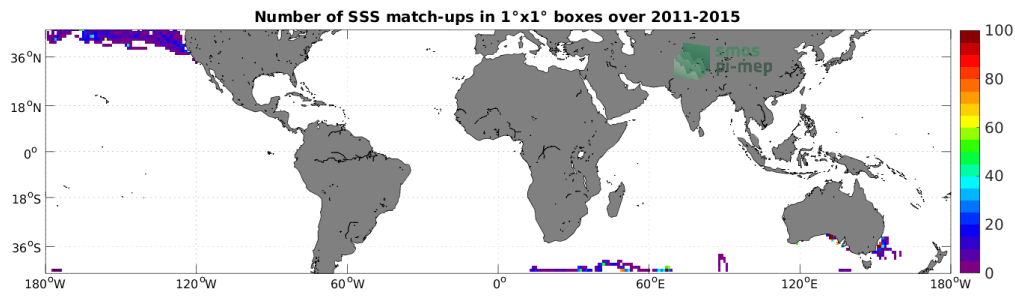 Number of SSS match-ups in 1°x1° boxes over 2011-2015
smos
pi-mep
36°N
18°N
0°
18°S
36°S
180°W
120°W
60°W
0°
60°E
120°E
180°W
100
80
60
40
20
0